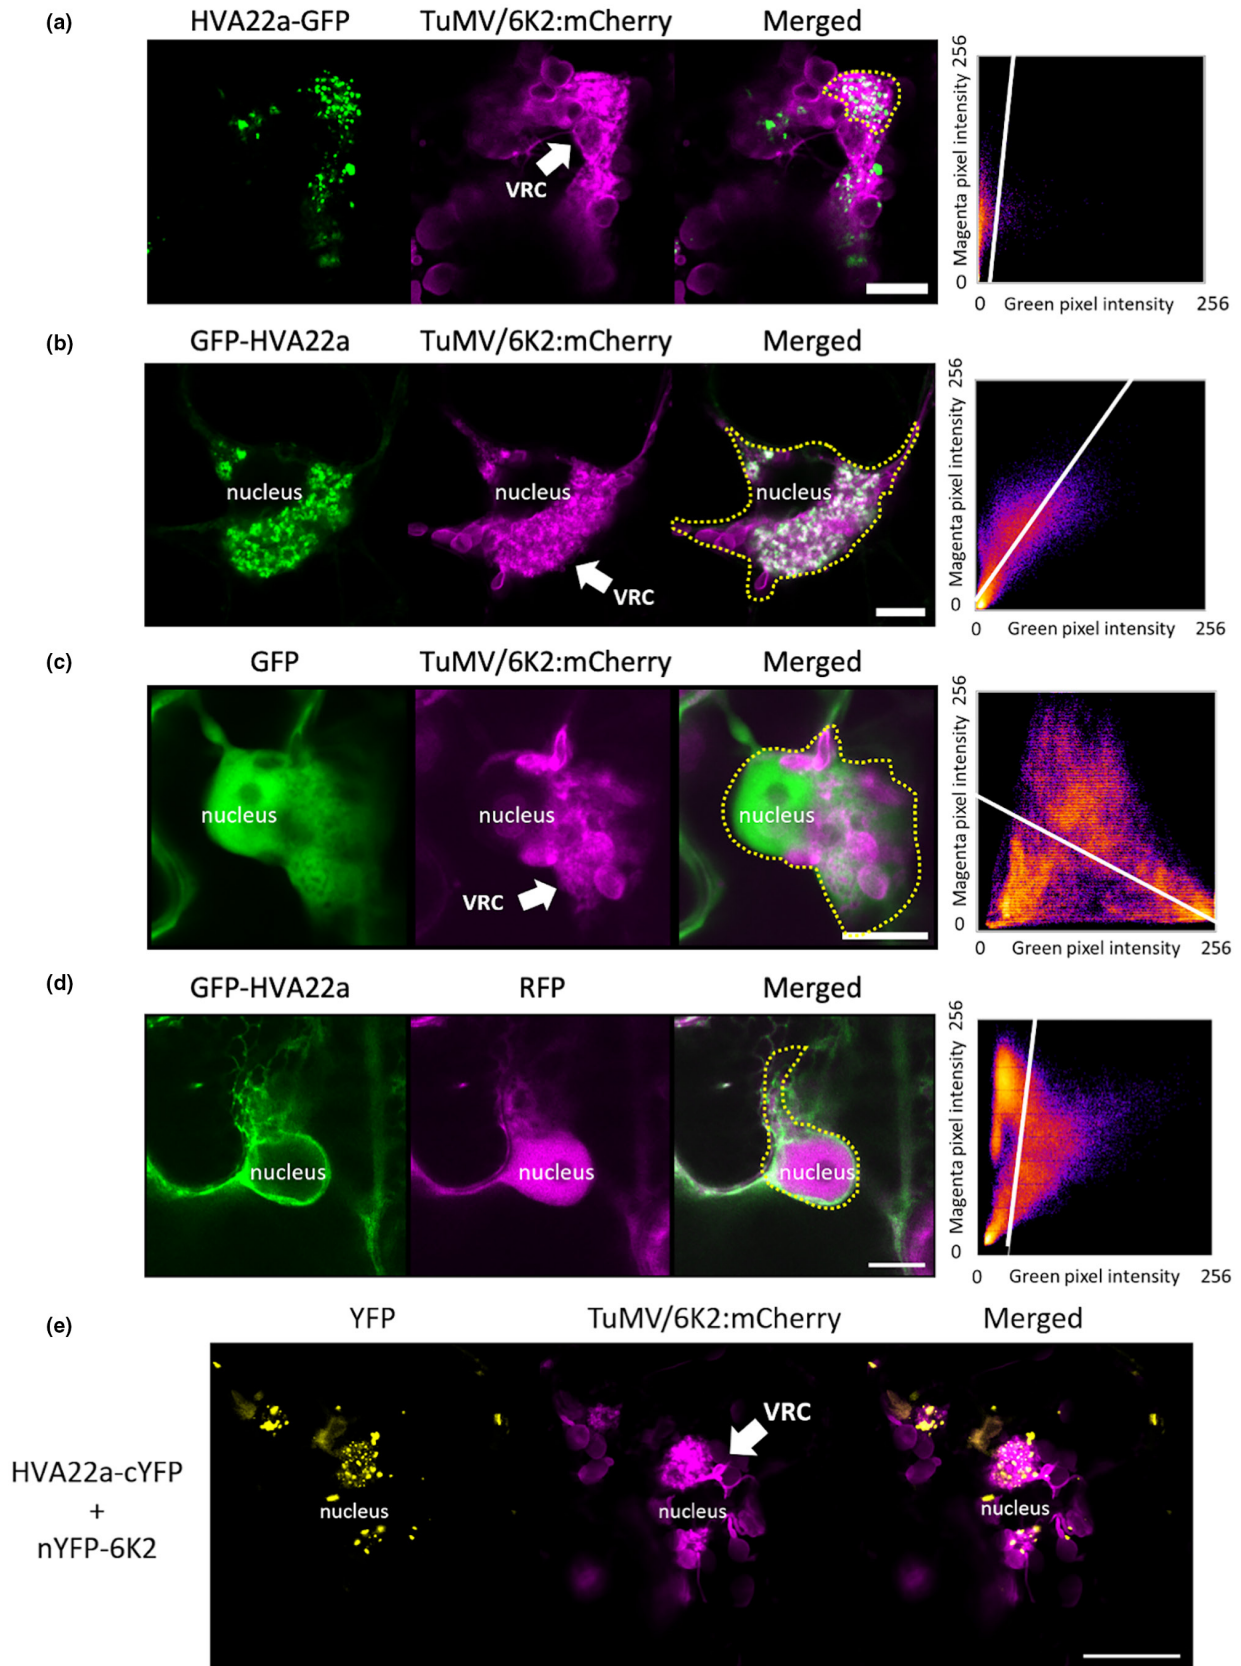 (a)
HVA22a-GFP TuMV/6K2:mCherry Merged
VRC
256
Magenta pixel intensity
0
0 Green pixel intensity 256
(b)
GFP-HVA22a TuMV/6K2:mCherry Merged
nucleus nucleus nucleus
VRC
256
Magenta pixel intensity
0
0 Green pixel intensity 256
(c)
GFP TuMV/6K2:mCherry Merged
nucleus nucleus nucleus
VRC
256
Magenta pixel intensity
0
0 Green pixel intensity 256
(d)
GFP-HVA22a RFP Merged
nucleus nucleus nucleus
256
Magenta pixel intensity
0
0 Green pixel intensity 256
(e)
YFP TuMV/6K2:mCherry Merged
VRC
HVA22a-cYFP
+
nYFP-6K2
nucleus nucleus nucleus